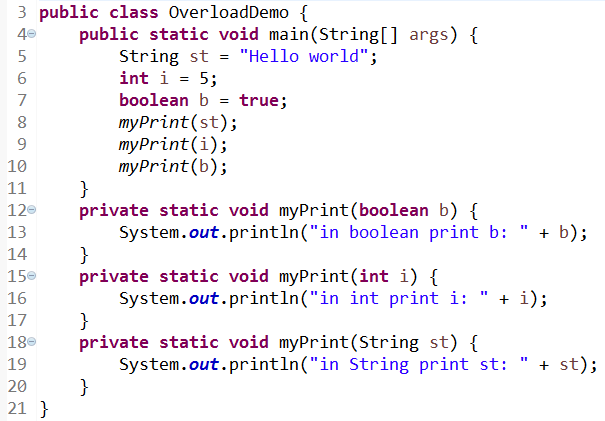 3 public class OverloadDemo {
4 public static void main(String[] args) {
5 String st = "Hello world";
6 int i = 5;
7 boolean b = true;
8 myPrint(st);
9 myPrint(i);
10 myPrint(b);
11 }
12 private static void myPrint(boolean b) {
13 System.out.println("in boolean print b: " + b);
14 }
15 private static void myPrint(int i) {
16 System.out.println("in int print i: " + i);
17 }
18 private static void myPrint(String st) {
19 System.out.println("in String print st: " + st);
20 }
21 }